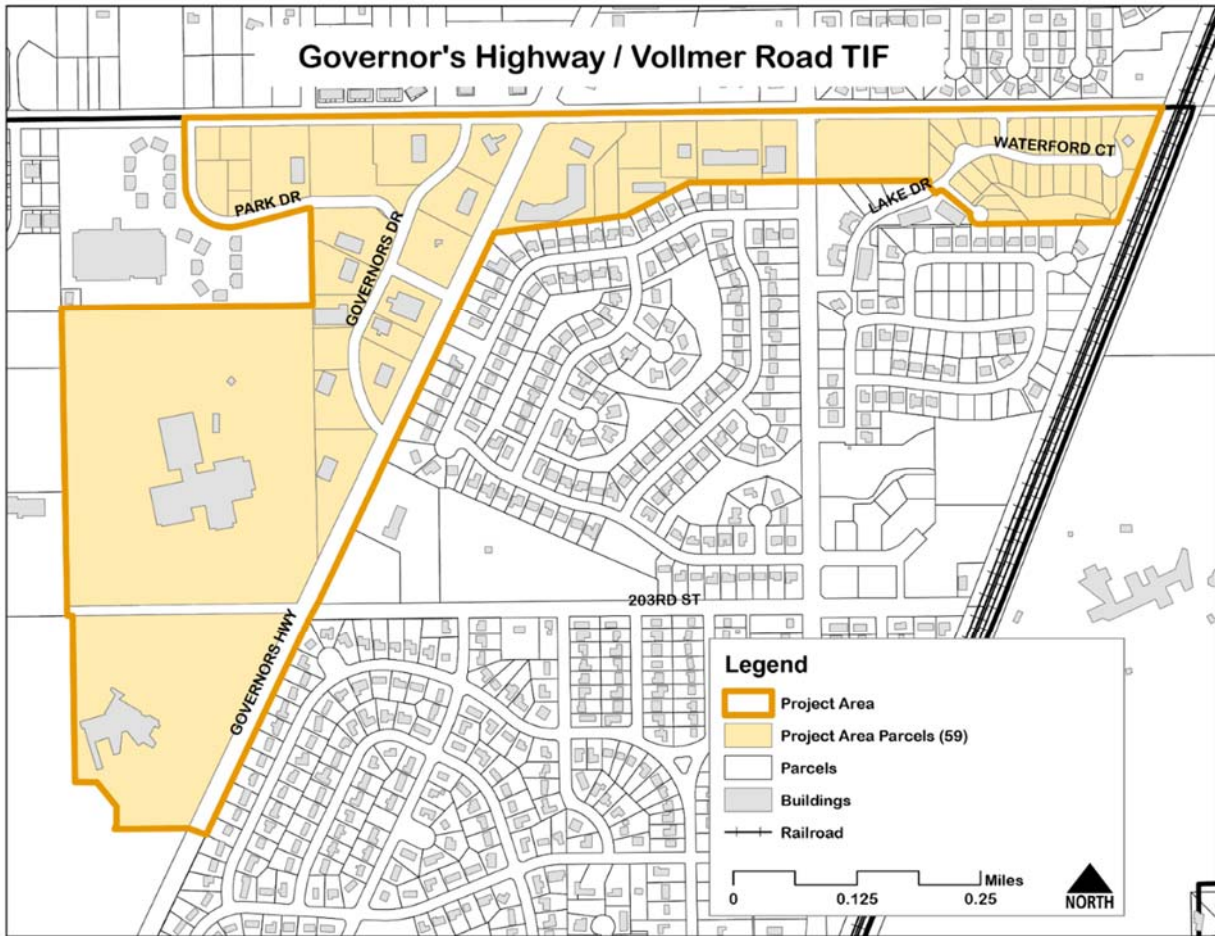 Governor's Highway / Vollmer Road TIF
WATERFORD CT
LAKE DR
PARK DR
GOVERNORS DR
203RD ST
GOVERNORS HWY
Legend
Project Area
Project Area Parcels (59)
Parcels
Buildings
Railroad
Miles
0 0.125 0.25
NORTH